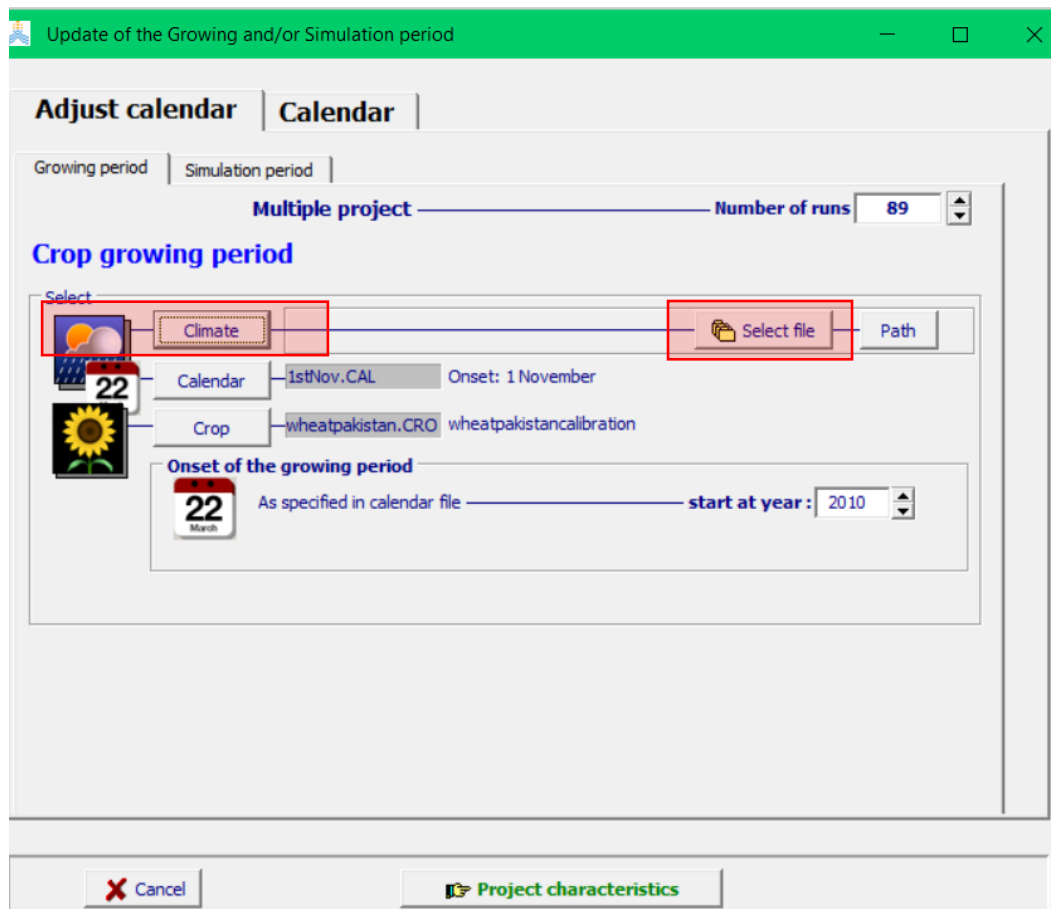 Update of the Growing and/or Simulation period
Adjust calendar Calendar
Growing period Simulation period
Multiple project Number of runs 89
Crop growing period
Select
Climate Select file Path
22
Calendar 1stNov.CAL Onset: 1 November
Crop wheatpakistan.CRO wheatpakistancalibration
Onset of the growing period
22 March As specified in calendar file start at year : 2010
Cancel Project characteristics